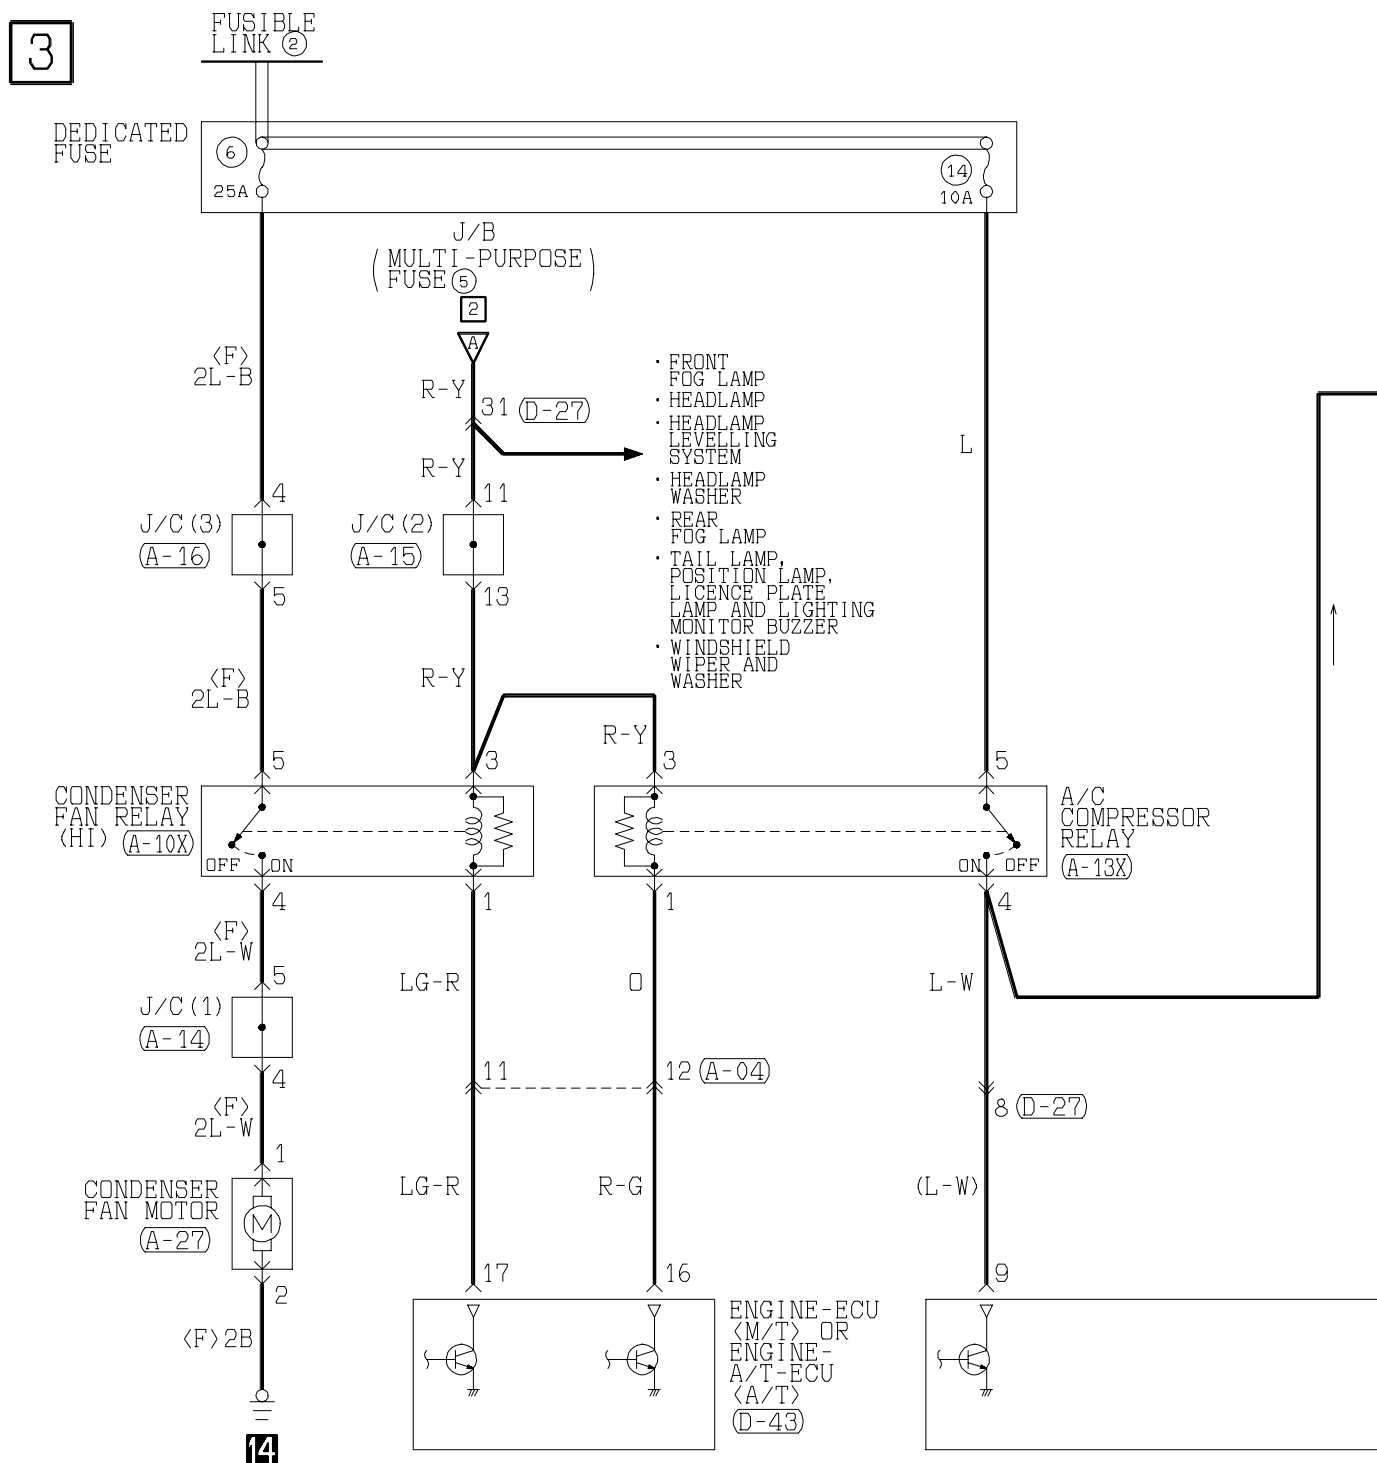 3
FUSIBLE
LINK ②
DEDICATED
FUSE
⑥
25A
⑭
10A
J/B
(MULTI-PURPOSE
FUSE ⑤)
2
A
<F>
2L-B
R-Y
31 (D-27)
· FRONT
FOG LAMP
· HEADLAMP
· HEADLAMP
LEVELLING
SYSTEM
· HEADLAMP
WASHER
· REAR
FOG LAMP
· TAIL LAMP,
POSITION LAMP,
LICENCE PLATE
LAMP AND LIGHTING
MONITOR BUZZER
· WINDSHIELD
WIPER AND
WASHER
L
R-Y
4
11
J/C(3)
(A-16)
J/C(2)
(A-15)
5
13
<F>
2L-B
R-Y
R-Y
5
3
3
5
CONDENSER
FAN RELAY
(HI) (A-10X)
OFF
ON
ON
OFF
A/C
COMPRESSOR
RELAY
(A-13X)
4
1
1
4
<F>
2L-W
LG-R
O
L-W
5
J/C(1)
(A-14)
4
11
12 (A-04)
8 (D-27)
<F>
2L-W
1
LG-R
R-G
(L-W)
CONDENSER
FAN MOTOR
(A-27)
M
2
17
16
9
<F>2B
ENGINE-ECU
<M/T> OR
ENGINE-
A/T-ECU
<A/T>
(D-43)
14